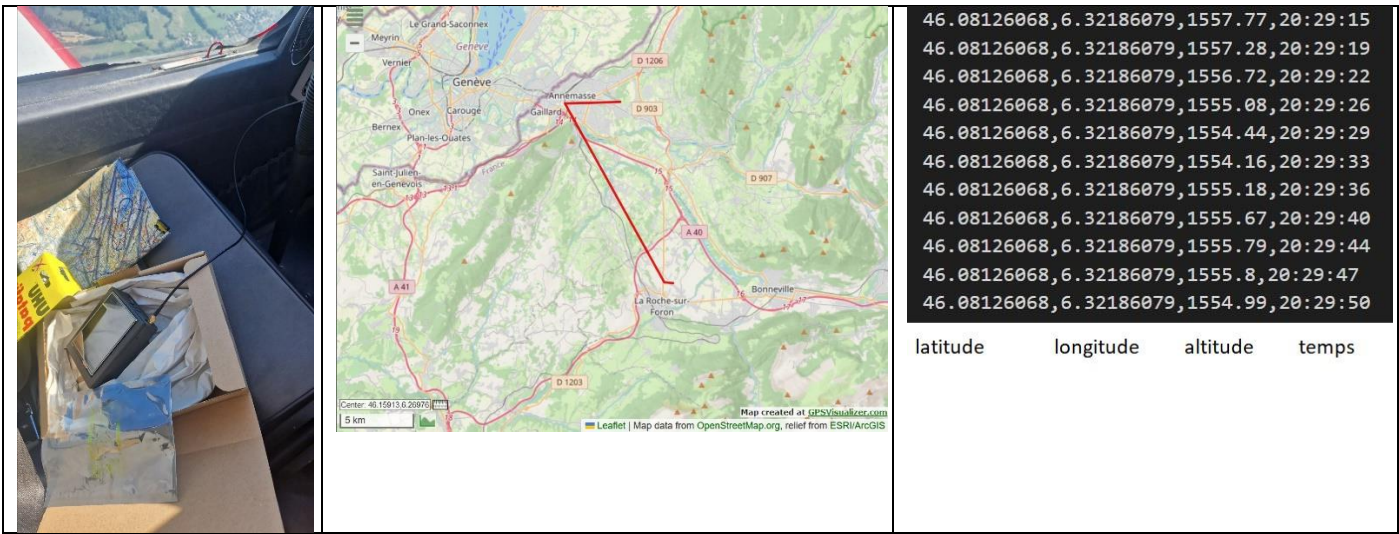 UHU
Le Grand-Saconnex
Meyrin
Genève
Vernier
D 1206
Genève
Annemasse
D 903
Onex
Carouge
Gaillard
Bernex
Plan-les-Ouates
Saint-Julien-
en-Genevois
France
15
D 907
A 40
A 41
16
Bonneville
La Roche-sur-
Foron
19
D 1203
Center: 46.15913,6.26976
5 km
Map created at GPSVisualizer.com
Leaflet | Map data from OpenStreetMap.org, relief from ESRI/ArcGIS
46.08126068,6.32186079,1557.77,20:29:15
46.08126068,6.32186079,1557.28,20:29:19
46.08126068,6.32186079,1556.72,20:29:22
46.08126068,6.32186079,1555.08,20:29:26
46.08126068,6.32186079,1554.44,20:29:29
46.08126068,6.32186079,1554.16,20:29:33
46.08126068,6.32186079,1555.18,20:29:36
46.08126068,6.32186079,1555.67,20:29:40
46.08126068,6.32186079,1555.79,20:29:44
46.08126068,6.32186079,1555.8,20:29:47
46.08126068,6.32186079,1554.99,20:29:50
latitude longitude altitude temps